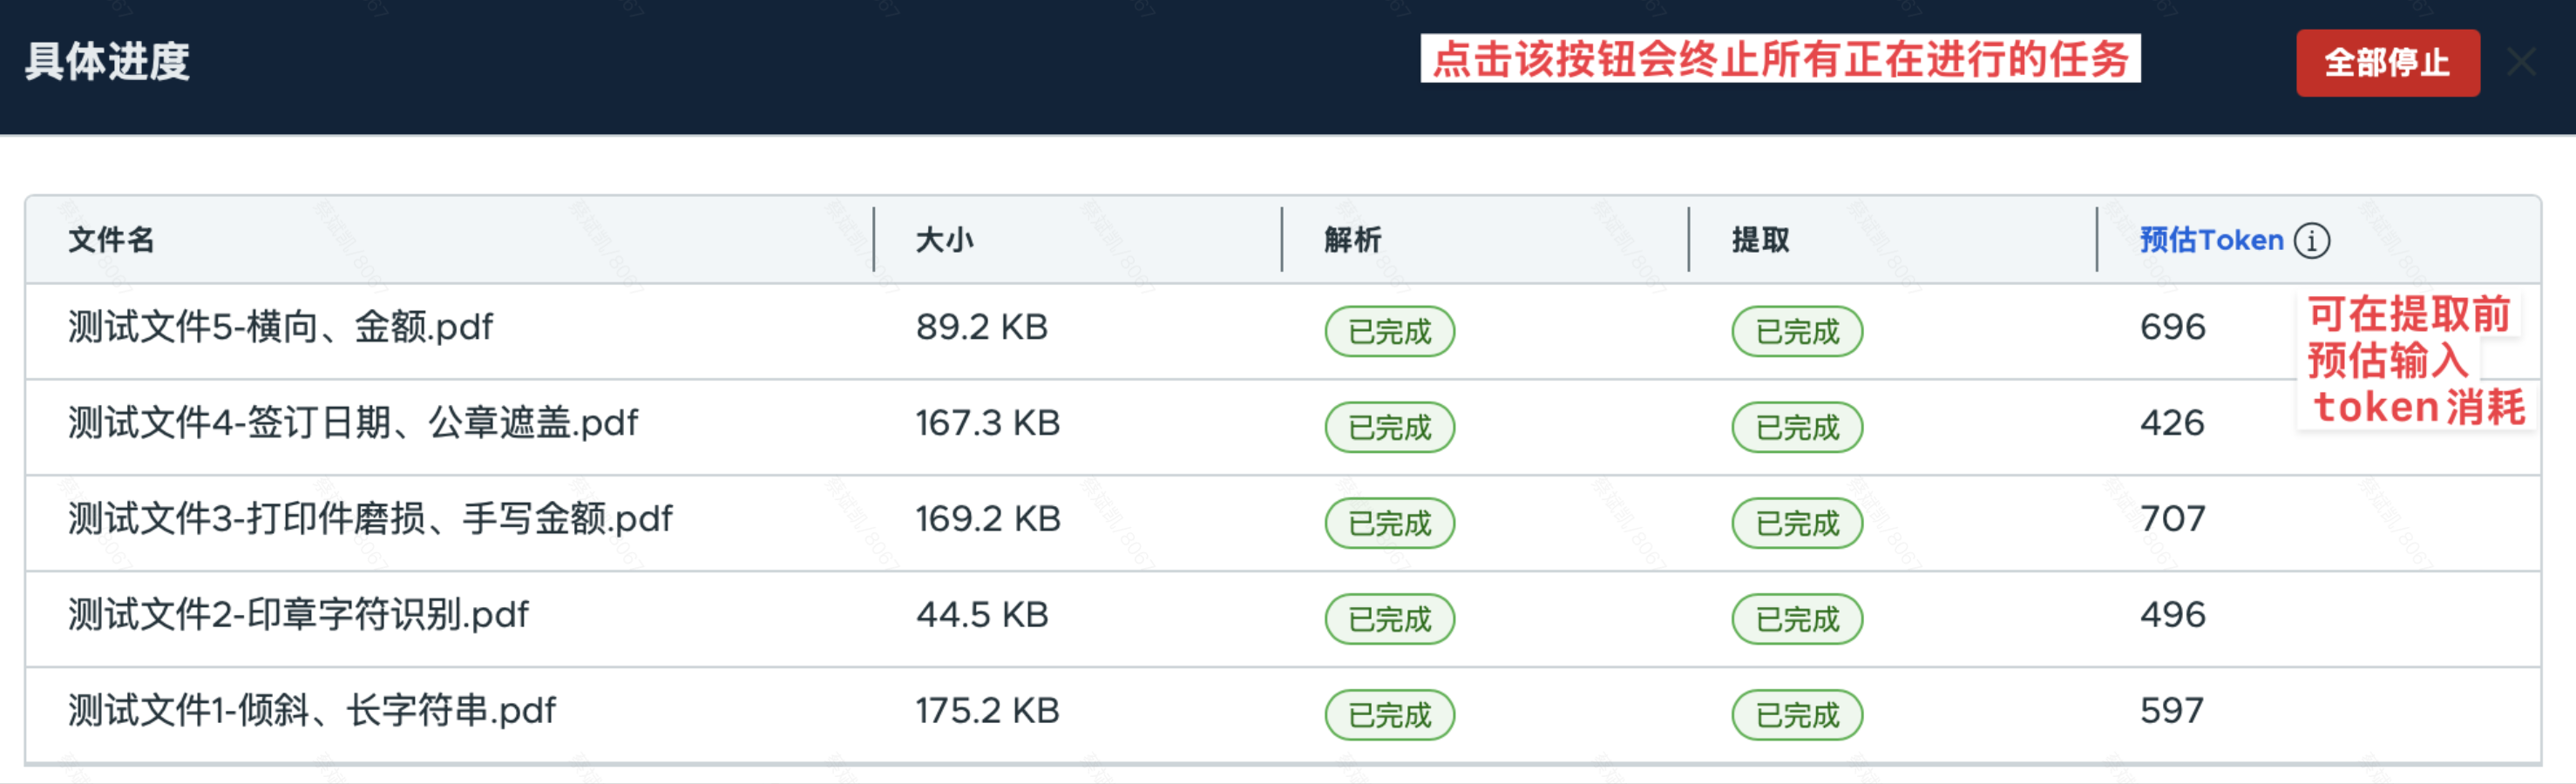 具体进度
点击该按钮会终止所有正在进行的任务
全部停止
文件名 大小 解析 提取 预估Token
测试文件5-横向、金额.pdf 89.2 KB 已完成 已完成 696
可在提取前
预估输入
token消耗
测试文件4-签订日期、公章遮盖.pdf 167.3 KB 已完成 已完成 426
测试文件3-打印件磨损、手写金额.pdf 169.2 KB 已完成 已完成 707
测试文件2-印章字符识别.pdf 44.5 KB 已完成 已完成 496
测试文件1-倾斜、长字符串.pdf 175.2 KB 已完成 已完成 597